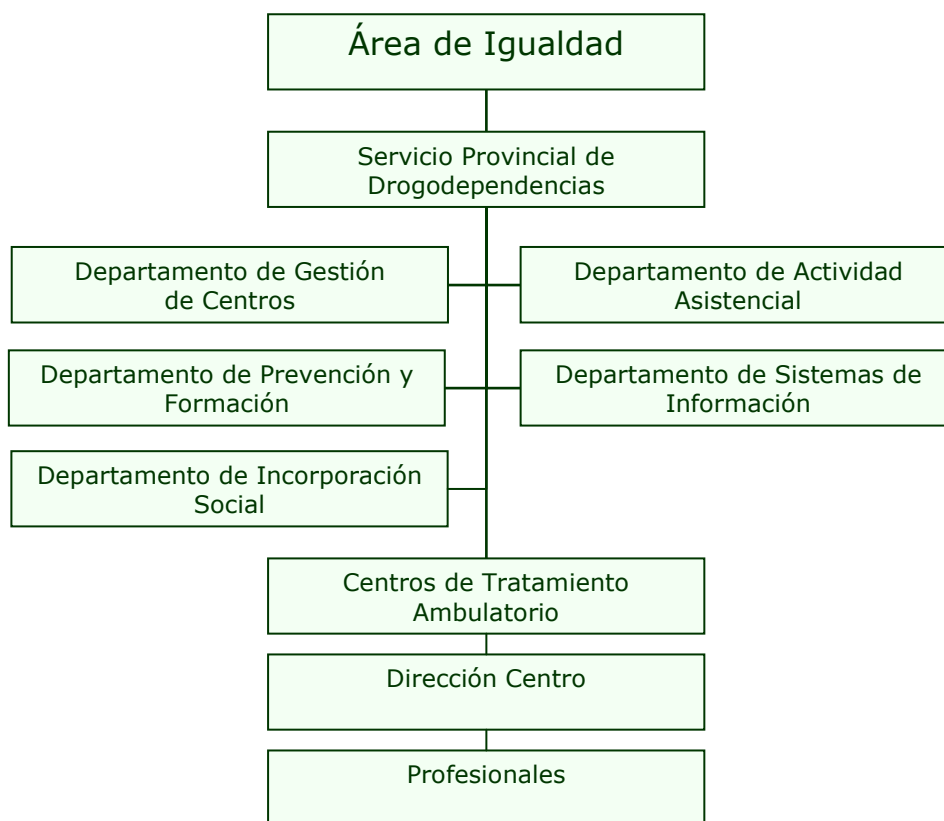 Área de Igualdad
Servicio Provincial de
Drogodependencias
Departamento de Gestión
de Centros
Departamento de Actividad
Asistencial
Departamento de Prevención y
Formación
Departamento de Sistemas de
Información
Departamento de Incorporación
Social
Centros de Tratamiento
Ambulatorio
Dirección Centro
Profesionales